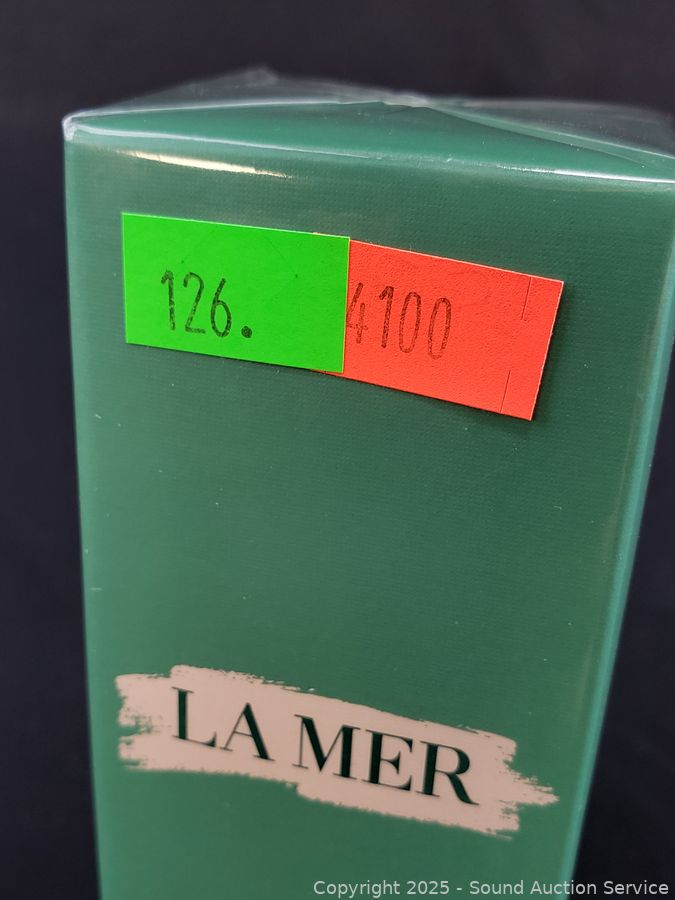 126.
4100
LA MER
Copyright 2025 - Sound Auction Service